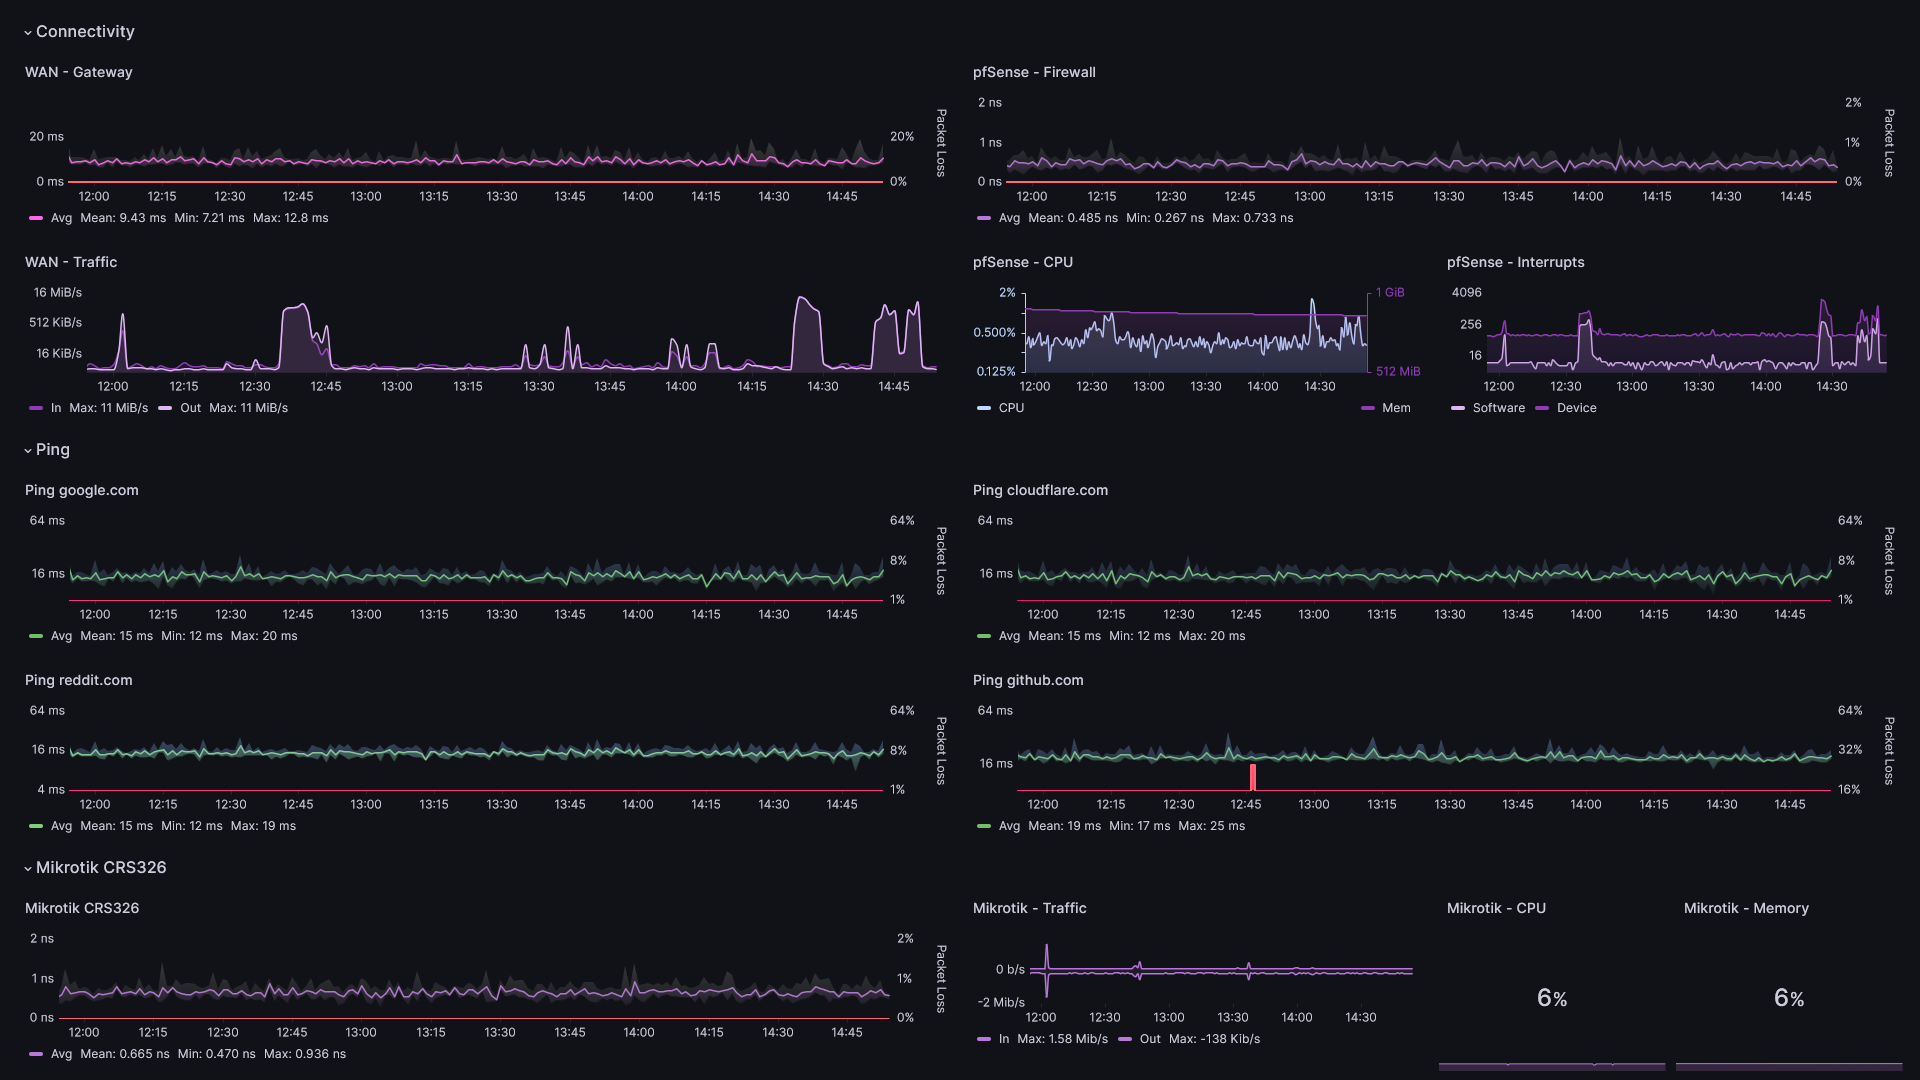 Connectivity
WAN - Gateway
20 ms
0 ms
20%
0%
Packet Loss
12:00 12:15 12:30 12:45 13:00 13:15 13:30 13:45 14:00 14:15 14:30 14:45
Avg Mean: 9.43 ms Min: 7.21 ms Max: 12.8 ms
pfSense - Firewall
2 ns
1 ns
0 ns
2%
1%
0%
Packet Loss
12:00 12:15 12:30 12:45 13:00 13:15 13:30 13:45 14:00 14:15 14:30 14:45
Avg Mean: 0.485 ns Min: 0.267 ns Max: 0.733 ns
WAN - Traffic
16 MiB/s
512 KiB/s
16 KiB/s
12:00 12:15 12:30 12:45 13:00 13:15 13:30 13:45 14:00 14:15 14:30 14:45
In Max: 11 MiB/s Out Max: 11 MiB/s
pfSense - CPU
2%
0.500%
0.125%
1 GiB
512 MiB
12:00 12:30 13:00 13:30 14:00 14:30
CPU Mem
pfSense - Interrupts
4096
256
16
12:00 12:30 13:00 13:30 14:00 14:30
Software Device
Ping
Ping google.com
64 ms
16 ms
64%
8%
1%
Packet Loss
12:00 12:15 12:30 12:45 13:00 13:15 13:30 13:45 14:00 14:15 14:30 14:45
Avg Mean: 15 ms Min: 12 ms Max: 20 ms
Ping cloudflare.com
64 ms
16 ms
64%
8%
1%
Packet Loss
12:00 12:15 12:30 12:45 13:00 13:15 13:30 13:45 14:00 14:15 14:30 14:45
Avg Mean: 15 ms Min: 12 ms Max: 20 ms
Ping reddit.com
64 ms
16 ms
4 ms
64%
8%
1%
Packet Loss
12:00 12:15 12:30 12:45 13:00 13:15 13:30 13:45 14:00 14:15 14:30 14:45
Avg Mean: 15 ms Min: 12 ms Max: 19 ms
Ping github.com
64 ms
16 ms
64%
32%
16%
Packet Loss
12:00 12:15 12:30 12:45 13:00 13:15 13:30 13:45 14:00 14:15 14:30 14:45
Avg Mean: 19 ms Min: 17 ms Max: 25 ms
Mikrotik CRS326
Mikrotik CRS326
2 ns
1 ns
0 ns
2%
1%
0%
Packet Loss
12:00 12:15 12:30 12:45 13:00 13:15 13:30 13:45 14:00 14:15 14:30 14:45
Avg Mean: 0.665 ns Min: 0.470 ns Max: 0.936 ns
Mikrotik - Traffic
0 b/s
-2 Mib/s
12:00 12:30 13:00 13:30 14:00 14:30
In Max: 1.58 Mib/s Out Max: -138 Kib/s
Mikrotik - CPU
6%
Mikrotik - Memory
6%